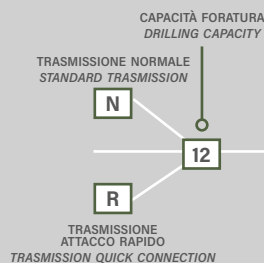 CAPACITÀ FORATURA
DRILLING CAPACITY
TRASMISSIONE NORMALE
STANDARD TRASMISSION
N
12
R
TRASMISSIONE
ATTACCO RAPIDO
TRASMISSION QUICK CONNECTION